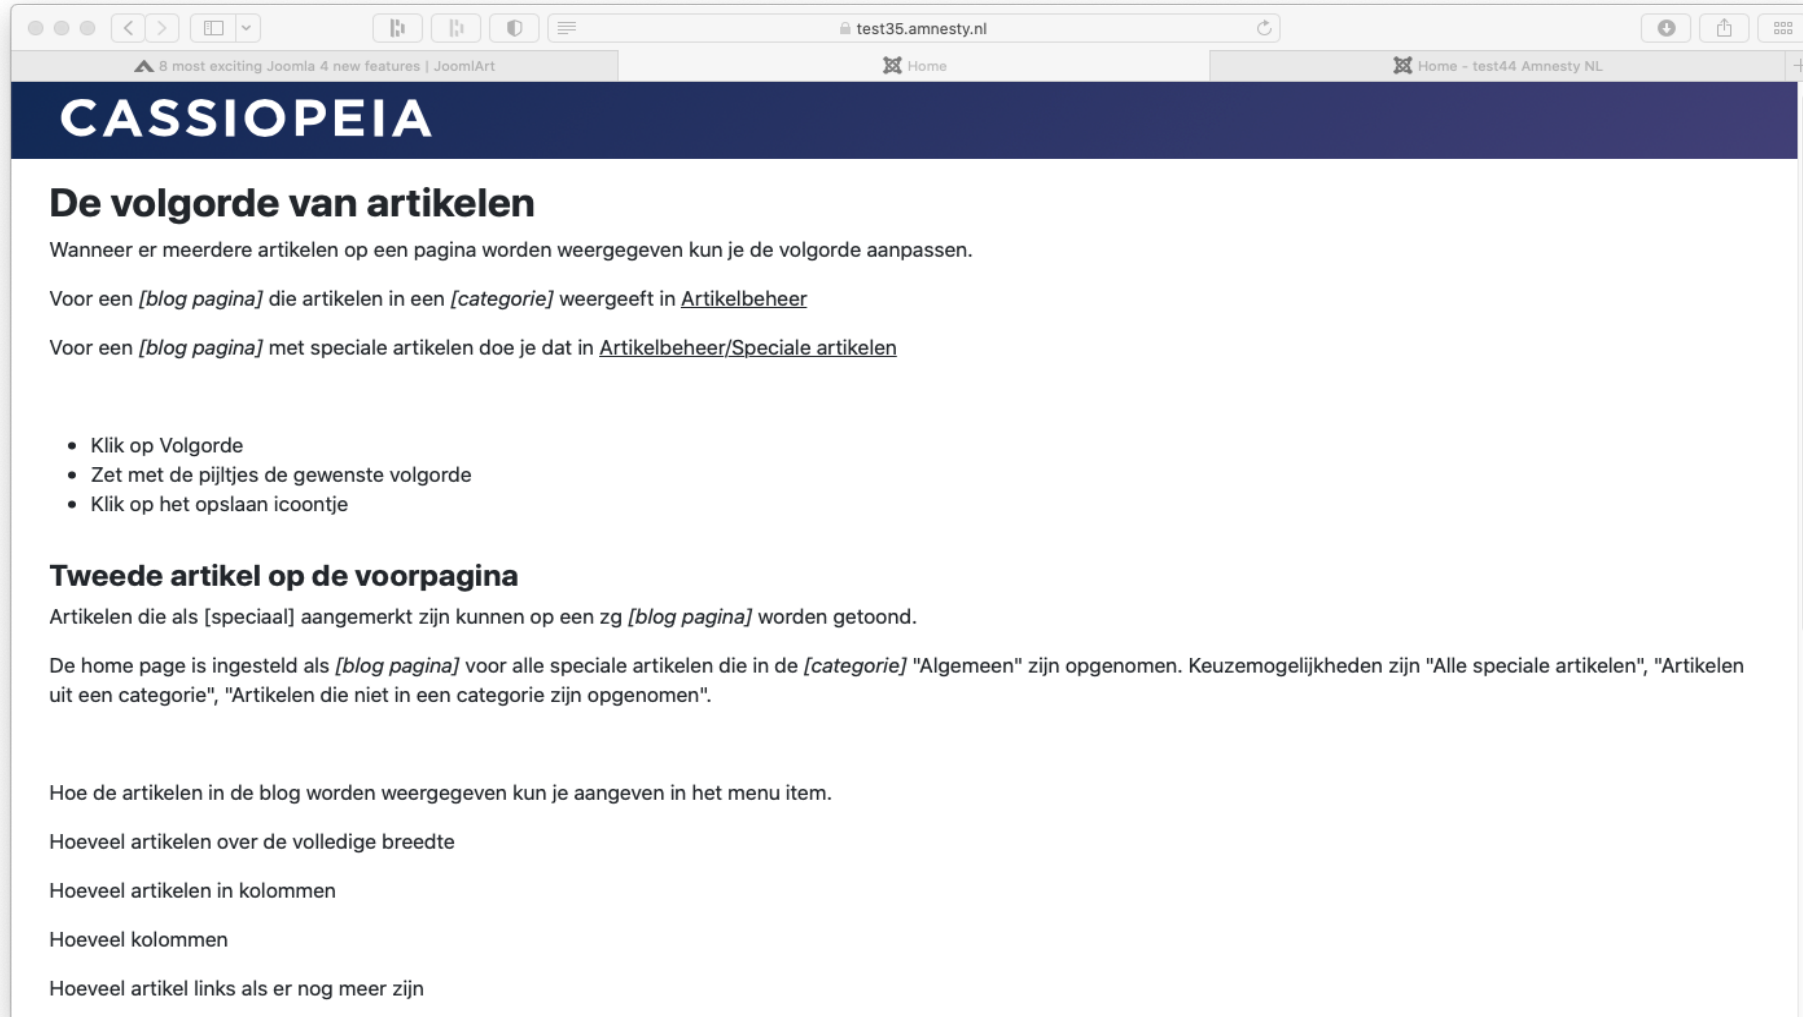 test35.amnesty.nl
8 most exciting Joomla 4 new features | JoomlArt
Home
Home - test44 Amnesty NL
CASSIOPEIA
De volgorde van artikelen
Wanneer er meerdere artikelen op een pagina worden weergegeven kun je de volgorde aanpassen.
Voor een [blog pagina] die artikelen in een [categorie] weergeeft in Artikelbeheer
Voor een [blog pagina] met speciale artikelen doe je dat in Artikelbeheer/Speciale artikelen
• Klik op Volgorde
• Zet met de pijltjes de gewenste volgorde
• Klik op het opslaan icoontje
Tweede artikel op de voorpagina
Artikelen die als [speciaal] aangemerkt zijn kunnen op een zg [blog pagina] worden getoond.
De home page is ingesteld als [blog pagina] voor alle speciale artikelen die in de [categorie] "Algemeen" zijn opgenomen. Keuzemogelijkheden zijn "Alle speciale artikelen", "Artikelen
uit een categorie", "Artikelen die niet in een categorie zijn opgenomen".
Hoe de artikelen in de blog worden weergegeven kun je aangeven in het menu item.
Hoeveel artikelen over de volledige breedte
Hoeveel artikelen in kolommen
Hoeveel kolommen
Hoeveel artikel links als er nog meer zijn